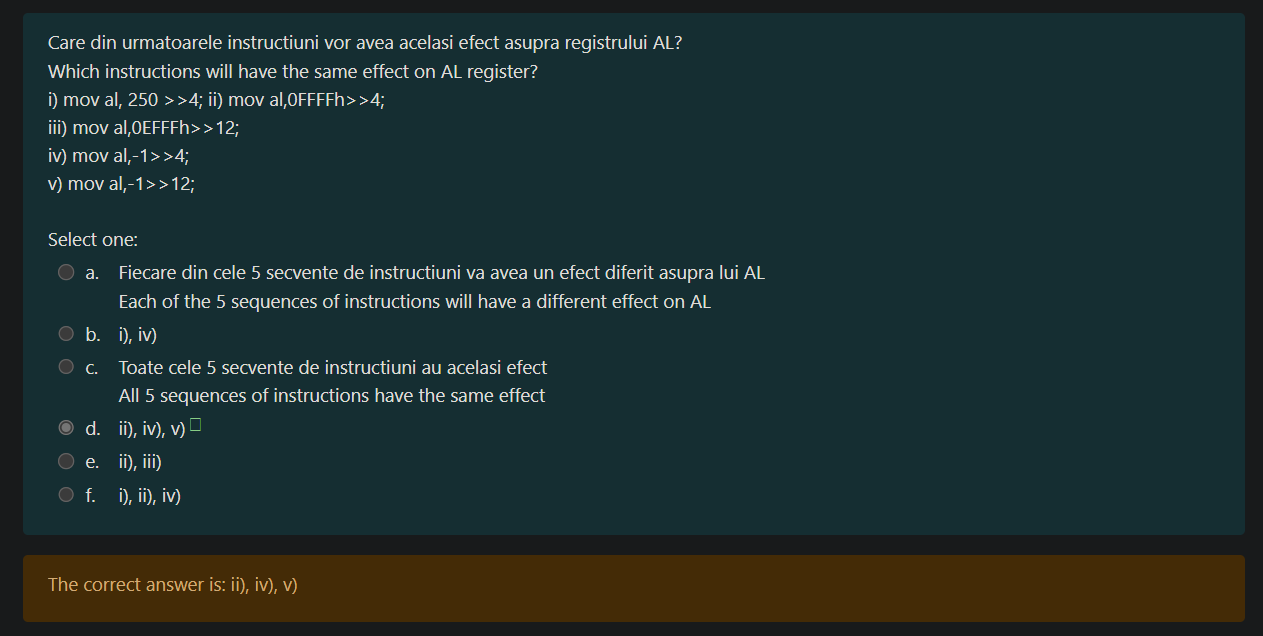 Care din urmatoarele instructiuni vor avea acelasi efect asupra registrului AL?
Which instructions will have the same effect on AL register?
i) mov al, 250 >>4; ii) mov al,0FFFFh>>4;
iii) mov al,0EFFFh>>12;
iv) mov al,-1>>4;
v) mov al,-1>>12;
Select one:
a. Fiecare din cele 5 secvente de instructiuni va avea un efect diferit asupra lui AL
Each of the 5 sequences of instructions will have a different effect on AL
b. i), iv)
c. Toate cele 5 secvente de instructiuni au acelasi efect
All 5 sequences of instructions have the same effect
d. ii), iv), v)
e. ii), iii)
f. i), ii), iv)
The correct answer is: ii), iv), v)